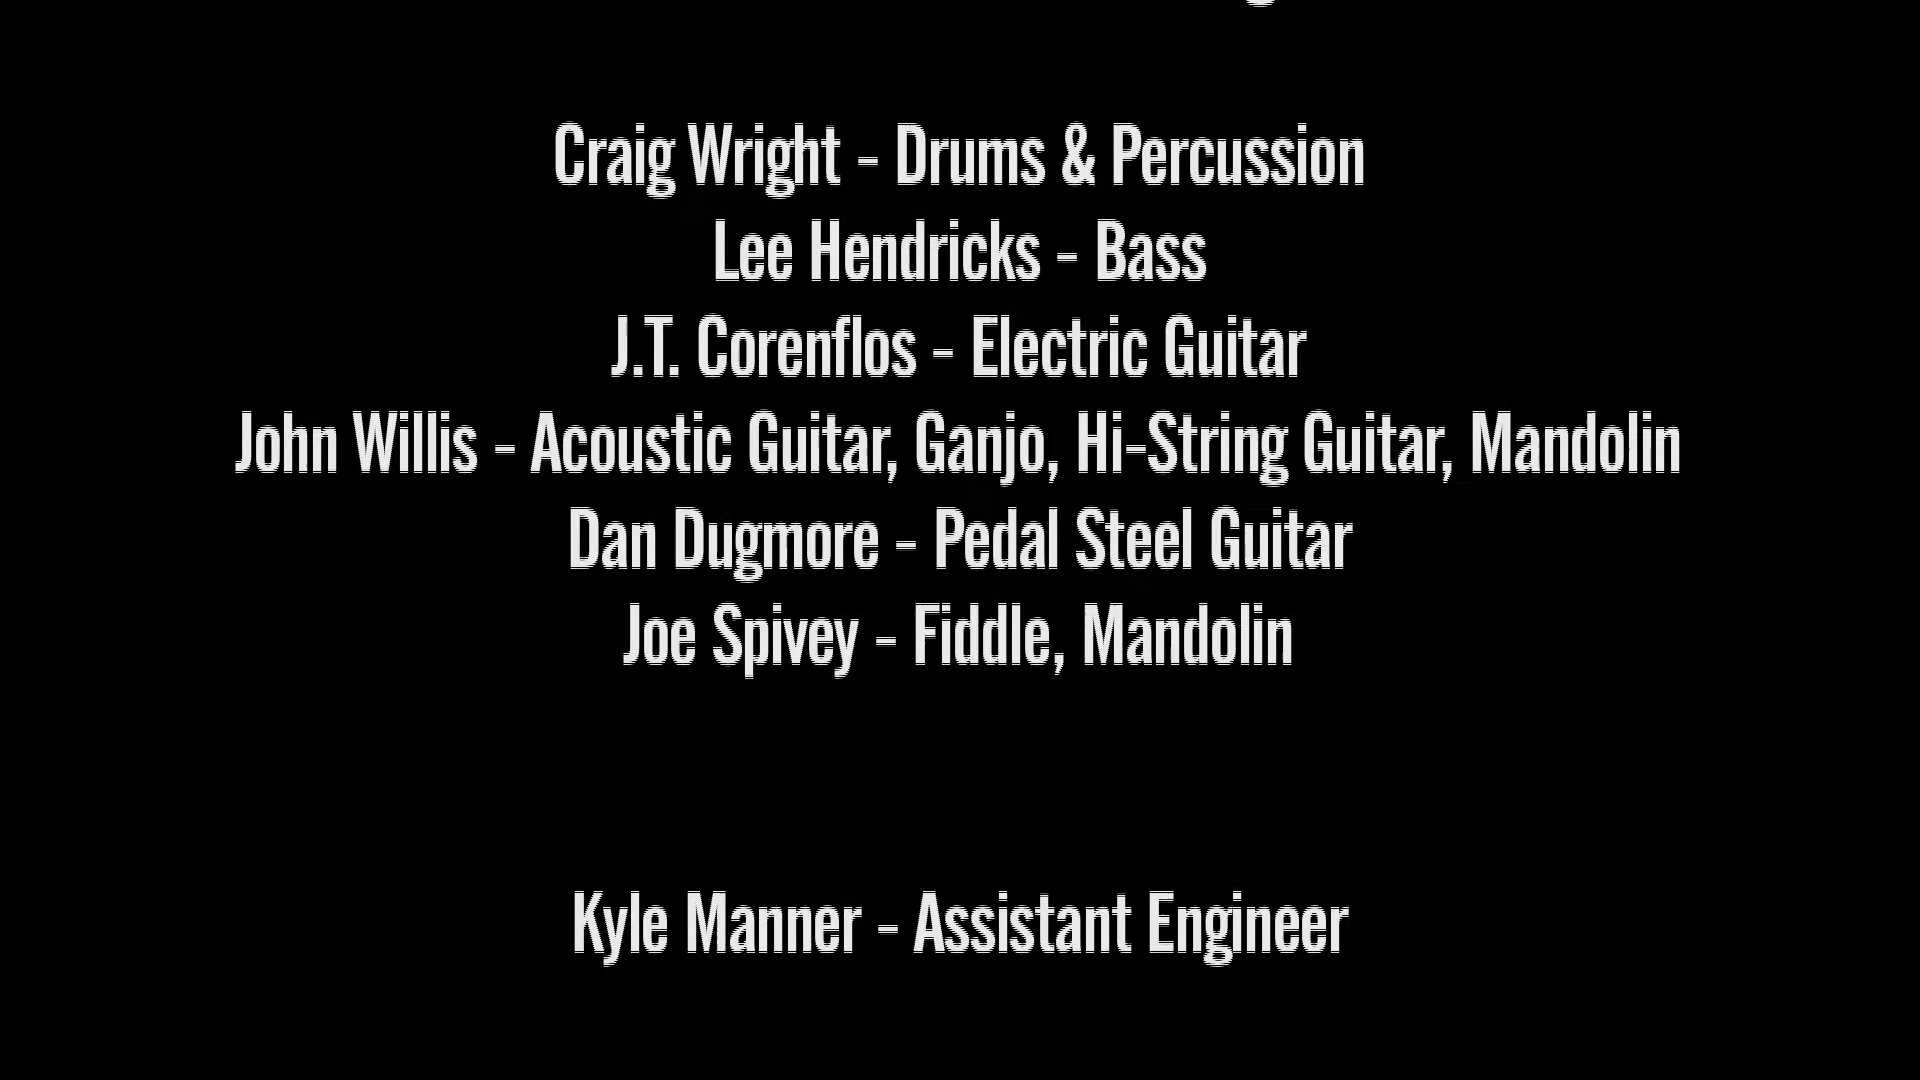 Craig Wright - Drums & Percussion
Lee Hendricks - Bass
J.T. Corenflos - Electric Guitar
John Willis - Acoustic Guitar, Ganjo, Hi-String Guitar, Mandolin
Dan Dugmore - Pedal Steel Guitar
Joe Spivey - Fiddle, Mandolin
Kyle Manner - Assistant Engineer